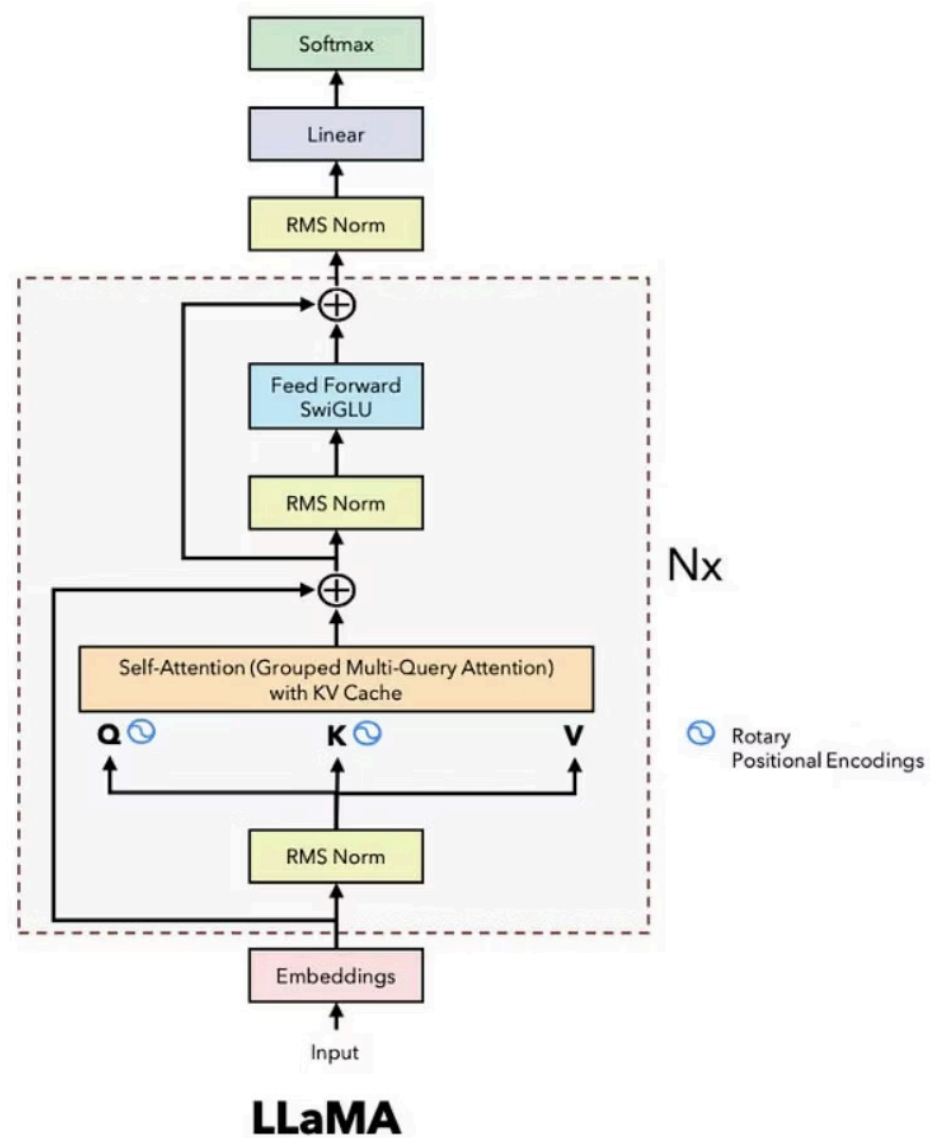 Softmax
Linear
RMS Norm
Feed Forward
SwiGLU
RMS Norm
Nx
Self-Attention (Grouped Multi-Query Attention)
with KV Cache
Q K V
Rotary
Positional Encodings
RMS Norm
Embeddings
Input
LLaMA